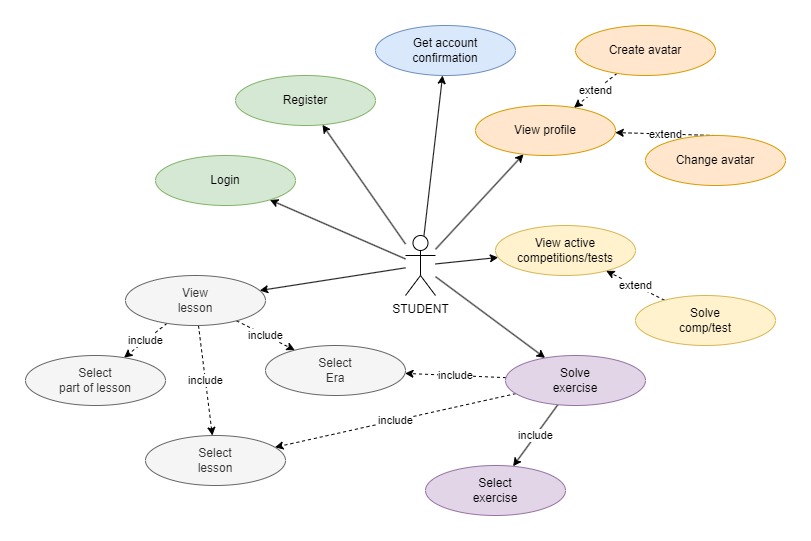 Get account
confirmation
Create avatar
extend
Register
View profile
extend
Change avatar
Login
View active
competitions/tests
extend
View
lesson
STUDENT
Solve
comp/test
include
include
include
Select
part of lesson
Select
Era
include
Solve
exercise
include
include
Select
lesson
include
Select
exercise